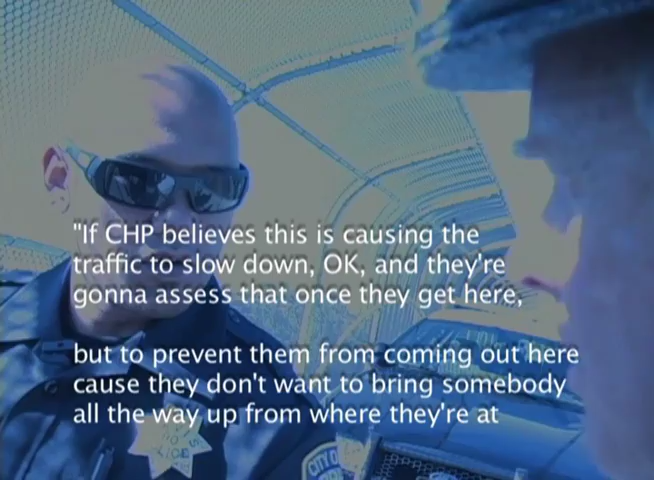 "If CHP believes this is causing the
traffic to slow down, OK, and they're
gonna assess that once they get here,
but to prevent them from coming out here
cause they don't want to bring somebody
all the way up from where they're at
CITY O